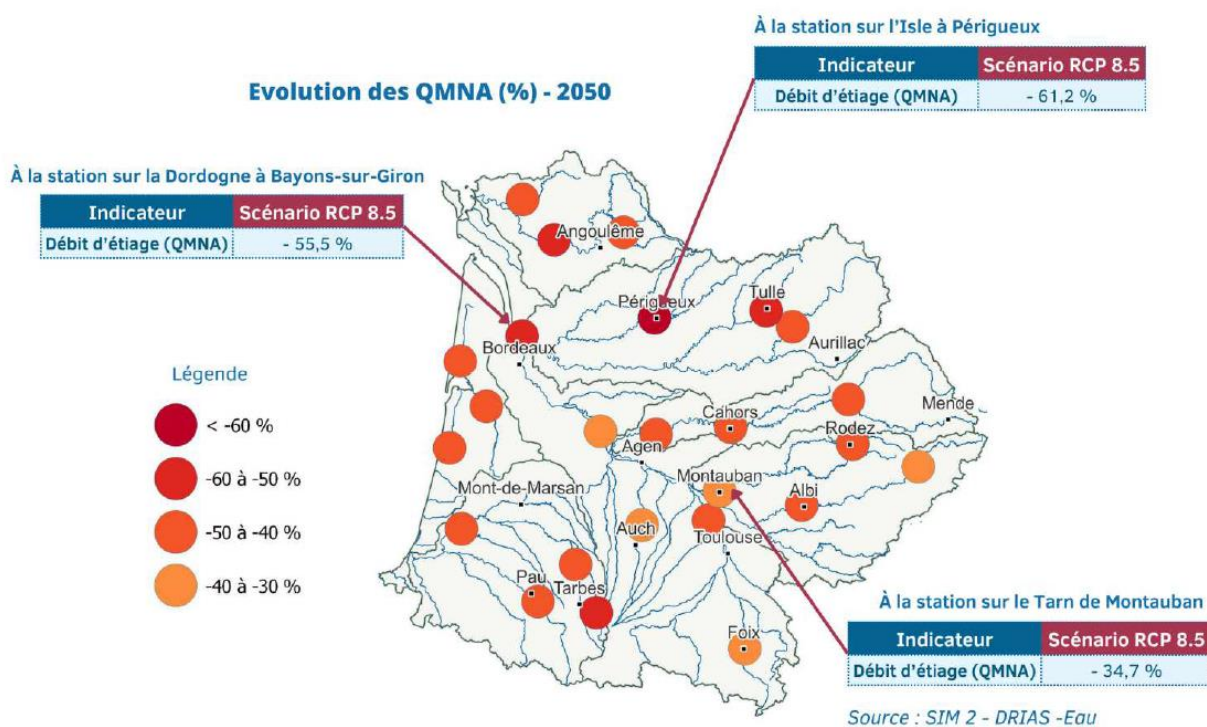 À la station sur l'Isle à Périgueux
Indicateur Scénario RCP 8.5
Débit d'étiage (QMNA) - 61,2 %
Evolution des QMNA (%) - 2050
À la station sur la Dordogne à Bayons-sur-Giron
Indicateur Scénario RCP 8.5
Débit d'étiage (QMNA) - 55,5 %
Angoulême
Périgueux
Tulle
Bordeaux
Aurillac
Légende
< -60 %
-60 à -50 %
-50 à -40 %
-40 à -30 %
Cahors
Mende
Agen
Rodez
Montauban
Mont-de-Marsan
Albi
Auch
Toulouse
Pau
Tarbes
Foix
À la station sur le Tarn de Montauban
Indicateur Scénario RCP 8.5
Débit d'étiage (QMNA) - 34,7 %
Source : SIM 2 - DRIAS -Eau